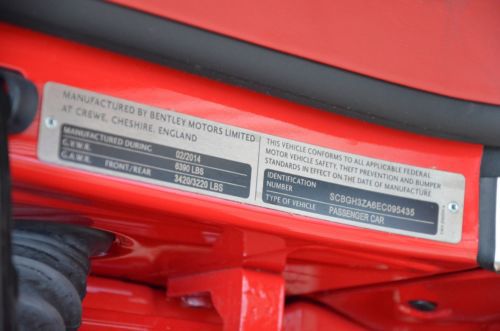 MANUFACTURED BY BENTLEY MOTORS LIMITED
AT CREWE, CHESHIRE, ENGLAND
MANUFACTURED DURING 02/2014
G.V.W.R. 6390 LBS
G.A.W.R. FRONT/REAR 3420/3220 LBS
THIS VEHICLE CONFORMS TO ALL APPLICABLE FEDERAL
MOTOR VEHICLE SAFETY, THEFT PREVENTION AND BUMPER
STANDARDS IN EFFECT ON THE DATE OF MANUFACTURE
IDENTIFICATION
NUMBER SCBGH3ZA6EC095435
TYPE OF VEHICLE PASSENGER CAR